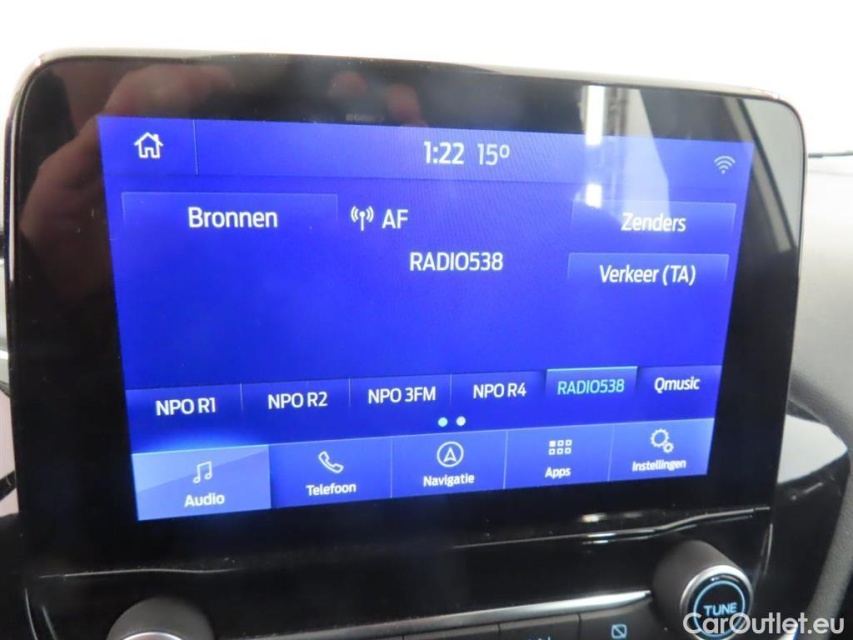 1:22 15º
Bronnen AF Zenders
RADIO538
Verkeer (TA)
NPO R1 NPO R2 NPO 3FM NPO R4 RADIO538 Qmusic
Audio Telefoon Navigatie Apps Instellingen
TUNE
CarOutlet.eu